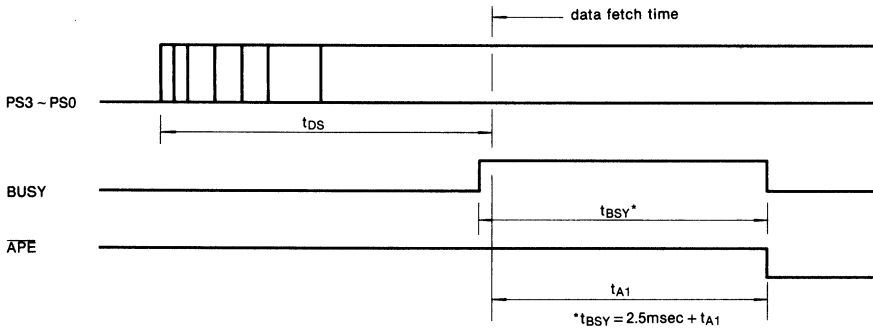 data fetch time
PS3 ~ PS0
tDS
BUSY
tBSY*
APE
tA1
*tBSY = 2.5msec + tA1